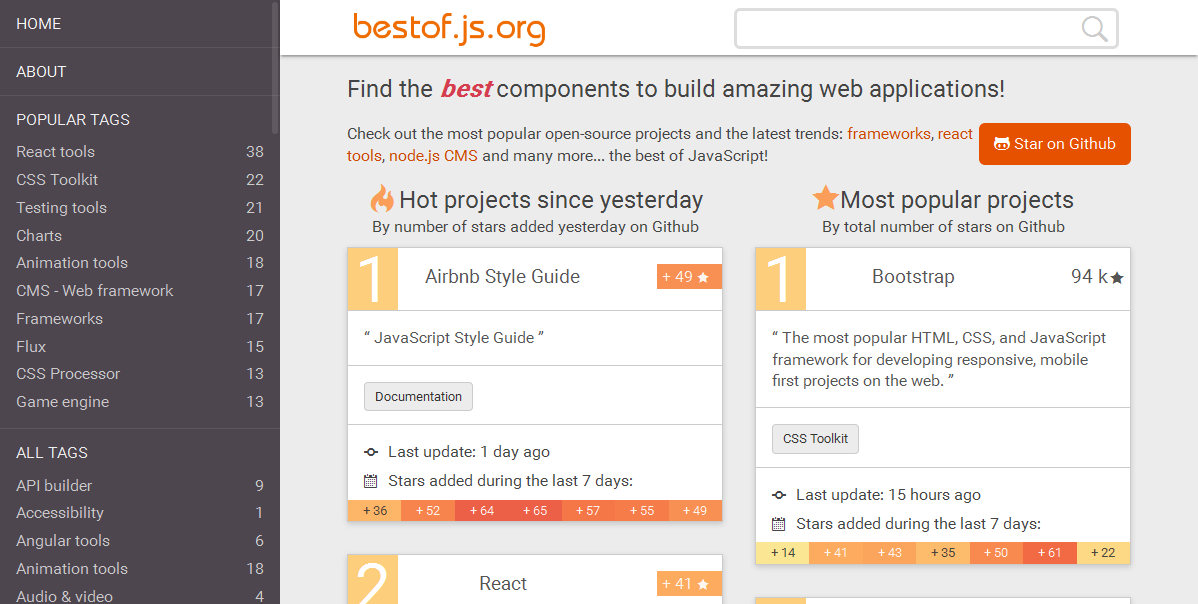 HOME
ABOUT
POPULAR TAGS
React tools 38
CSS Toolkit 22
Testing tools 21
Charts 20
Animation tools 18
CMS - Web framework 17
Frameworks 17
Flux 15
CSS Processor 13
Game engine 13
ALL TAGS
API builder 9
Accessibility 1
Angular tools 6
Animation tools 18
Audio & video 4
bestof.js.org
Find the best components to build amazing web applications!
Check out the most popular open-source projects and the latest trends: frameworks, react
tools, node.js CMS and many more... the best of JavaScript!
Star on Github
Hot projects since yesterday
By number of stars added yesterday on Github
1 Airbnb Style Guide + 49
“ JavaScript Style Guide ”
Documentation
Last update: 1 day ago
Stars added during the last 7 days:
+ 36 + 52 + 64 + 65 + 57 + 55 + 49
2 React + 41
Most popular projects
By total number of stars on Github
1 Bootstrap 94 k
“ The most popular HTML, CSS, and JavaScript
framework for developing responsive, mobile
first projects on the web. ”
CSS Toolkit
Last update: 15 hours ago
Stars added during the last 7 days:
+ 14 + 41 + 43 + 35 + 50 + 61 + 22